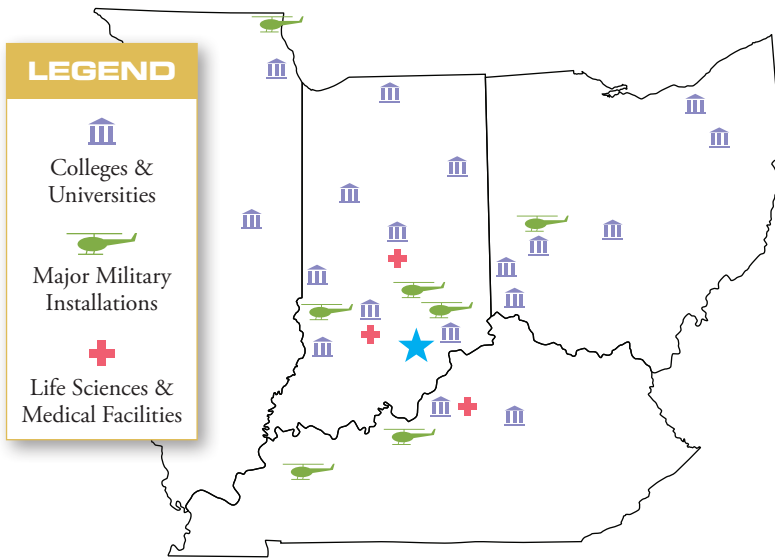 LEGEND
Colleges &
Universities
Major Military
Installations
Life Sciences &
Medical Facilities